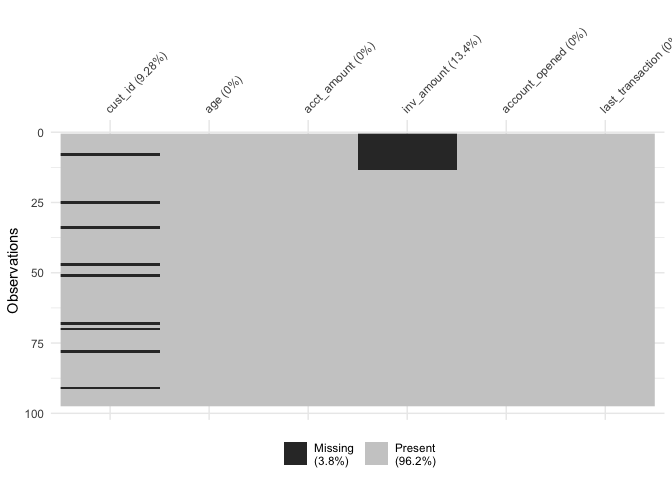 cust_id (9.28%)
age (0%)
acct_amount (0%)
inv_amount (13.4%)
account_opened (0%)
last_transaction (0%
0
25
50
75
100
Observations
Missing
(3.8%)
Present
(96.2%)